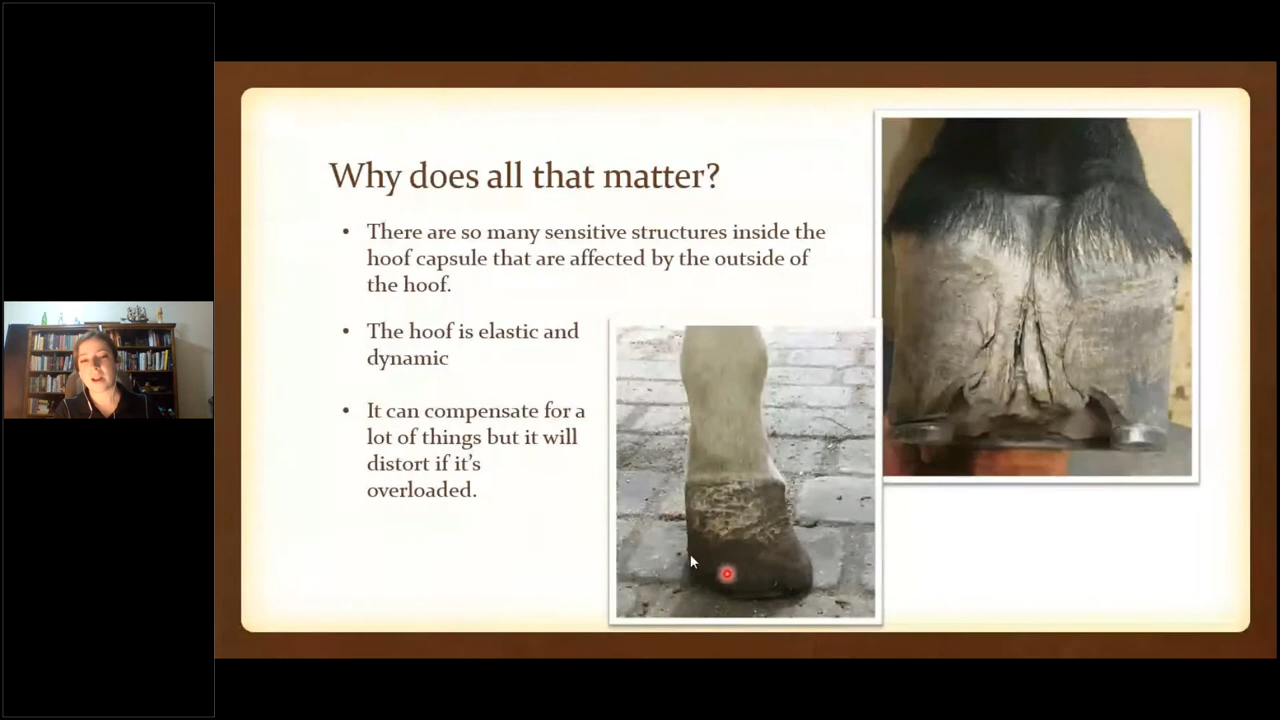 Why does all that matter?
• There are so many sensitive structures inside the
hoof capsule that are affected by the outside of
the hoof.
• The hoof is elastic and
dynamic
• It can compensate for a
lot of things but it will
distort if it's
overloaded.